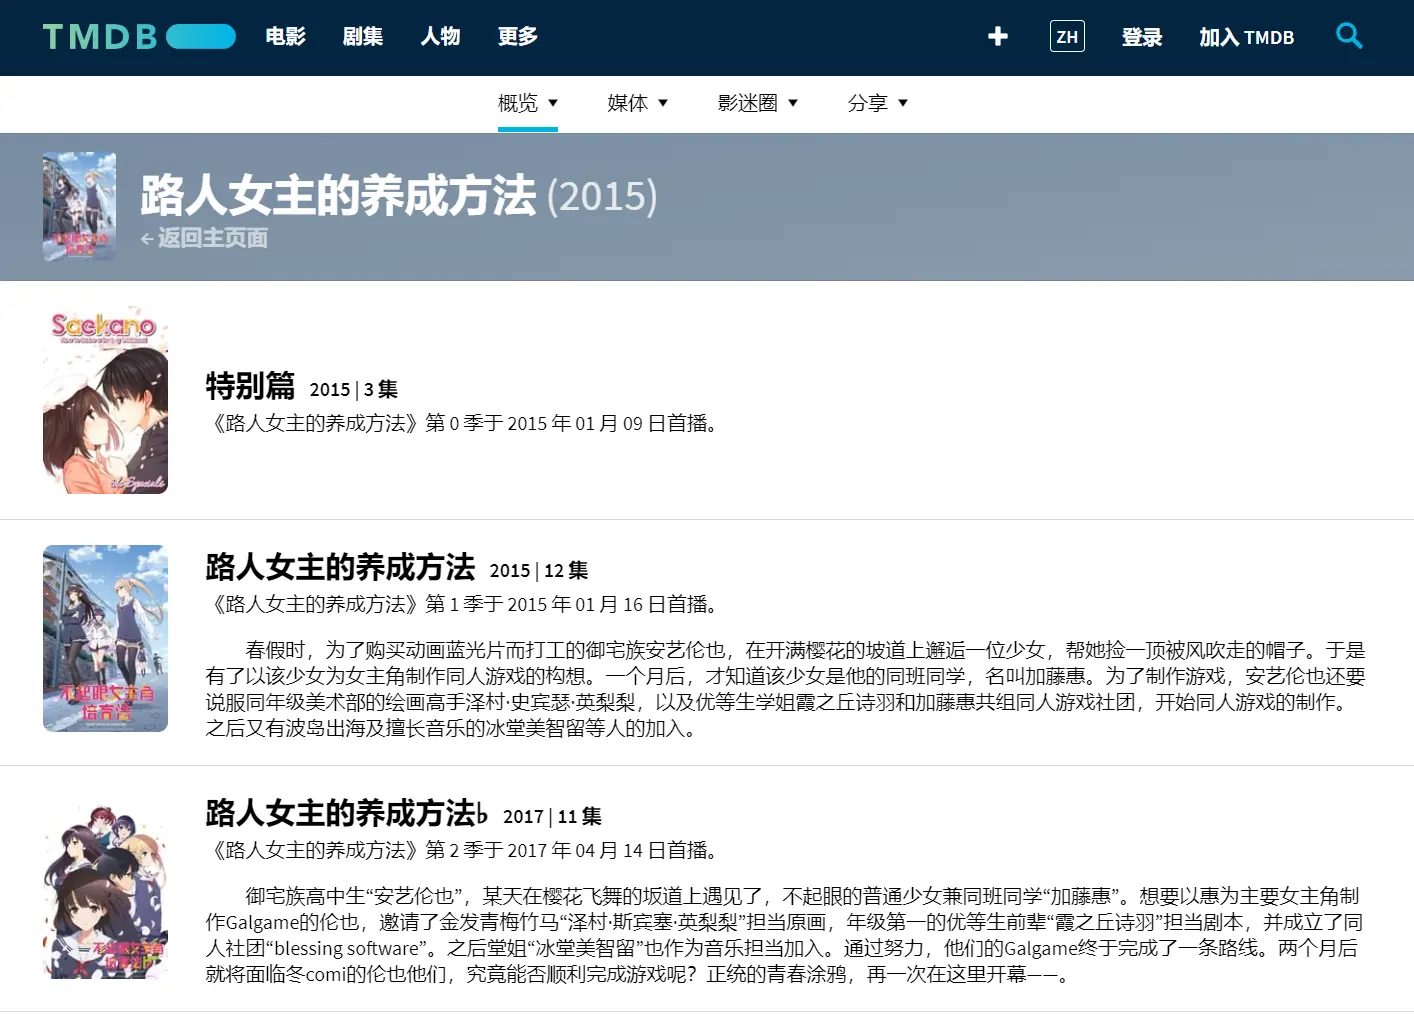 TMDB
电影 剧集 人物 更多
ZH 登录 加入 TMDB
概览 媒体 影迷圈 分享
路人女主的养成方法 (2015)
返回主页面
Saekano
特别篇 2015 | 3 集
《路人女主的养成方法》第 0 季于 2015 年 01 月 09 日首播。
路人女主的养成方法 2015 | 12 集
《路人女主的养成方法》第 1 季于 2015 年 01 月 16 日首播。
春假时，为了购买动画蓝光片而打工的御宅族安艺伦也，在开满樱花的坡道上邂逅一位少女，帮她捡一顶被风吹走的帽子。于是
有了以该少女为女主角制作同人游戏的构想。一个月后，才知道该少女是他的同班同学，名叫加藤惠。为了制作游戏，安艺伦也还要
说服同年级美术部的绘画高手泽村·史宾瑟·英梨梨，以及优等生学姐霞之丘诗羽和加藤惠共组同人游戏社团，开始同人游戏的制作。
之后又有波岛出海及擅长音乐的冰堂美智留等人的加入。
不起眼女主角
培育法
路人女主的养成方法♭ 2017 | 11 集
《路人女主的养成方法》第 2 季于 2017 年 04 月 14 日首播。
御宅族高中生“安艺伦也”，某天在樱花飞舞的坡道上遇见了，不起眼的普通少女兼同班同学“加藤惠”。想要以惠为主要女主角制
作Galgame的伦也，邀请了金发青梅竹马“泽村·斯宾塞·英梨梨”担当原画，年级第一的优等生前辈“霞之丘诗羽”担当剧本，并成立了同
人社团“blessing software”。之后堂姐“冰堂美智留”也作为音乐担当加入。通过努力，他们的Galgame终于完成了一条路线。两个月后
就将面临冬comi的伦也他们，究竟能否顺利完成游戏呢？正统的青春涂鸦，再一次在这里开幕——。